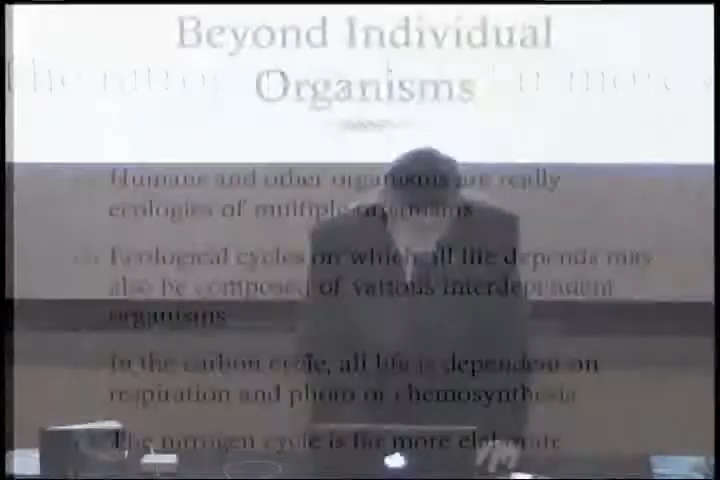 Beyond Individual
Organisms
Humans and other organisms are really
ecologies of multiple organisms
Ecological cycles on which all life depends may
also be composed of various interdependent
organisms
In the carbon cycle, all life is dependent on
respiration and photo or chemosynthesis
The nitrogen cycle is far more elaborate